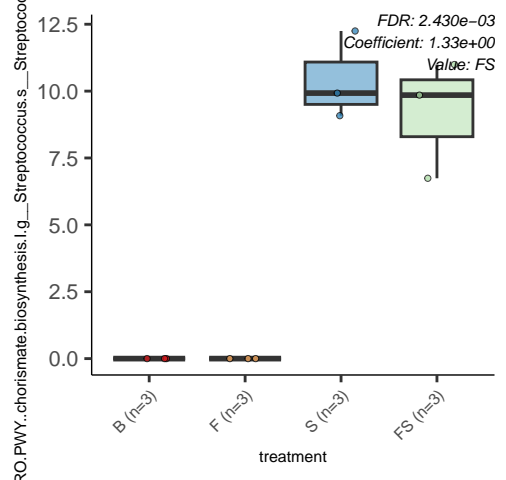 RO.PWY..chorismate.biosynthesis.I.g__Streptococcus.s__Streptococc
12.5
10.0
7.5
5.0
2.5
0.0
FDR: 2.430e−03
Coefficient: 1.33e+00
Value: FS
B (n=3)
F (n=3)
S (n=3)
FS (n=3)
treatment